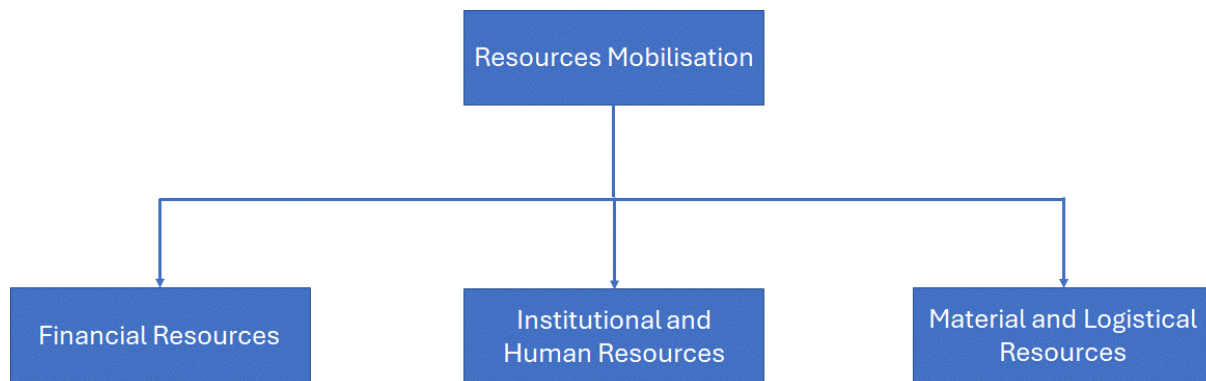 Resources Mobilisation
Financial Resources
Institutional and
Human Resources
Material and Logistical
Resources